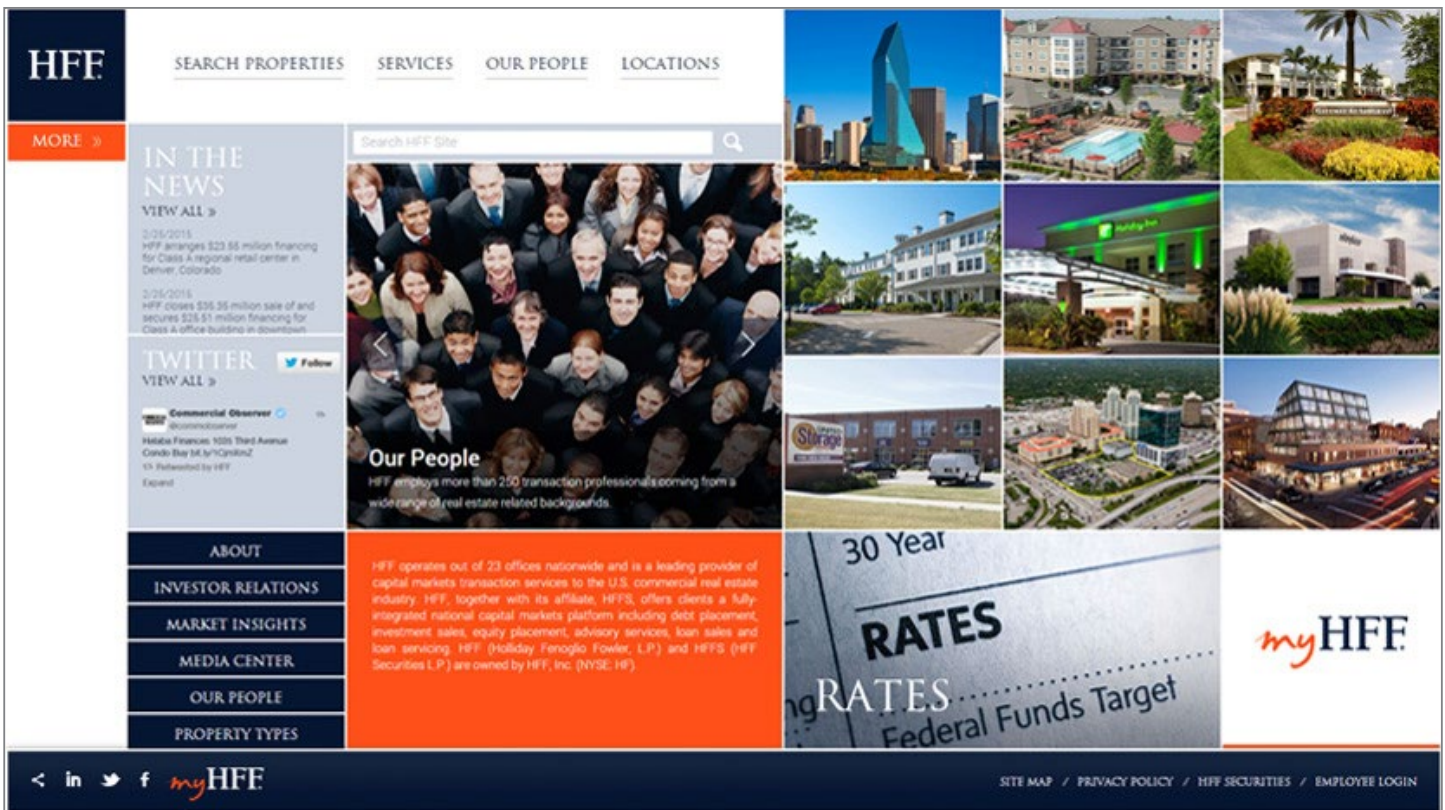 HFF
SEARCH PROPERTIES SERVICES OUR PEOPLE LOCATIONS
MORE »
IN THE
NEWS
VIEW ALL »
2/26/2015
HFF arranges $23.55 million financing
for Class A regional retail center in
Denver, Colorado
2/25/2015
HFF closes $35.35 million sale of and
secures $25.51 million financing for
Class A office building in downtown
TWITTER
Follow
VIEW ALL »
Commercial Observer
@commobserver
Helaba Finances 1035 Third Avenue
Condo Buy
Retweeted by HFF
Expand
Search HFF Site
Our People
HFF employs more than 250 transaction professionals coming from a
wide range of real estate related backgrounds.
Holiday Inn
Storage
ABOUT
INVESTOR RELATIONS
MARKET INSIGHTS
MEDIA CENTER
OUR PEOPLE
PROPERTY TYPES
HFF operates out of 23 offices nationwide and is a leading provider of
capital markets transaction services to the U.S. commercial real estate
industry. HFF, together with its affiliate, HFFS, offers clients a fully-
integrated national capital markets platform including debt placement,
investment sales, equity placement, advisory services, loan sales and
loan servicing. HFF (Holliday Fenoglio Fowler, L.P.) and HFFS (HFF
Securities L.P.) are owned by HFF, Inc. (NYSE: HF).
30 Year
RATES
RATES
Federal Funds Target
myHFF
in f myHFF
SITE MAP / PRIVACY POLICY / HFF SECURITIES / EMPLOYEE LOGIN